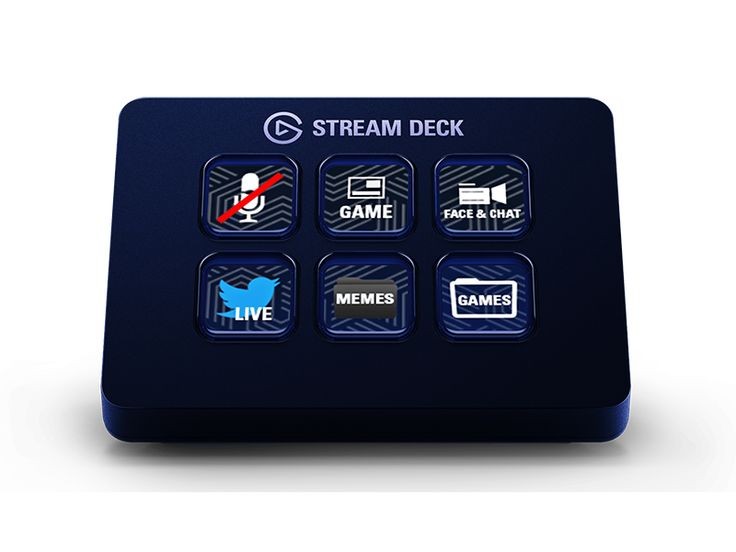 STREAM DECK
GAME
FACE & CHAT
LIVE
MEMES
GAMES